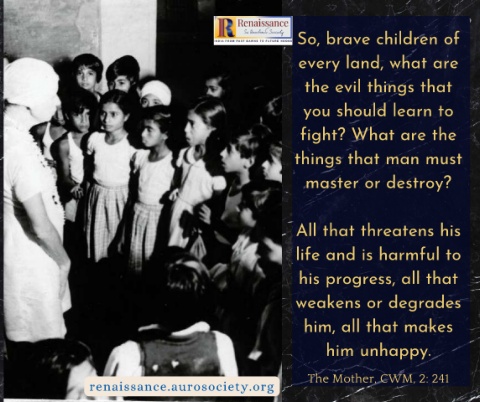 Renaissance
Sri Aurobindo Society
So, brave children of
every land, what are
the evil things that
you should learn to
fight? What are the
things that man must
master or destroy?
All that threatens his
life and is harmful to
his progress, all that
weakens or degrades
him, all that makes
him unhappy.
The Mother, CWM, 2: 241
renaissance.aurosociety.org